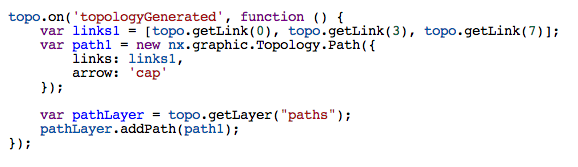 topo.on('topologyGenerated', function () {
    var links1 = [topo.getLink(0), topo.getLink(3), topo.getLink(7)];
    var path1 = new nx.graphic.Topology.Path({
        links: links1,
        arrow: 'cap'
    });

    var pathLayer = topo.getLayer("paths");
    pathLayer.addPath(path1);
});